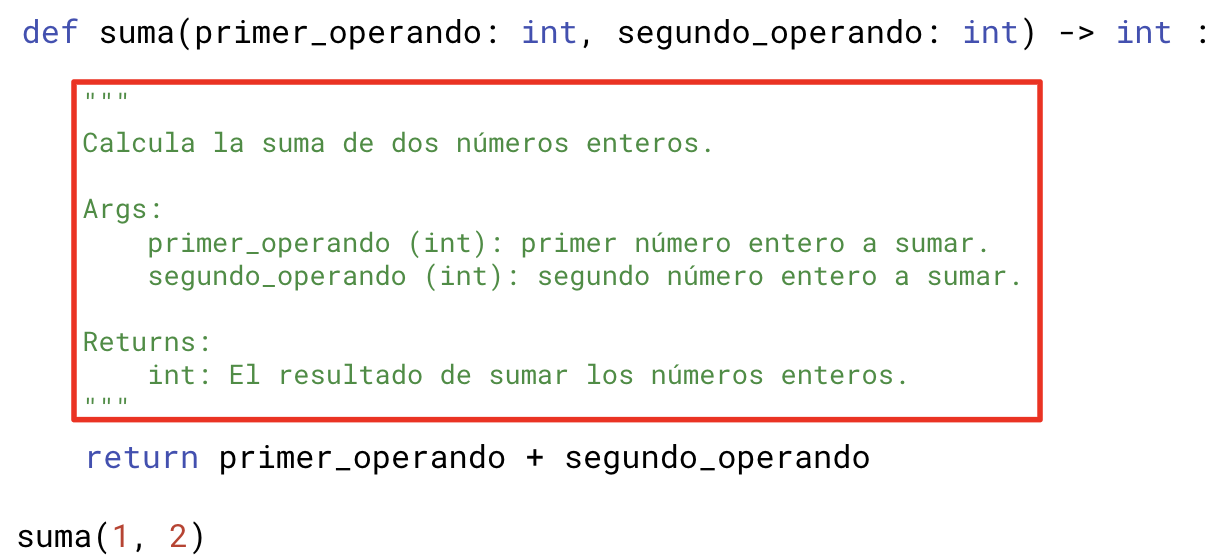 def suma(primer_operando: int, segundo_operando: int) -> int :
"""
Calcula la suma de dos números enteros.
Args:
primer_operando (int): primer número entero a sumar.
segundo_operando (int): segundo número entero a sumar.
Returns:
int: El resultado de sumar los números enteros.
"""
return primer_operando + segundo_operando
suma(1, 2)